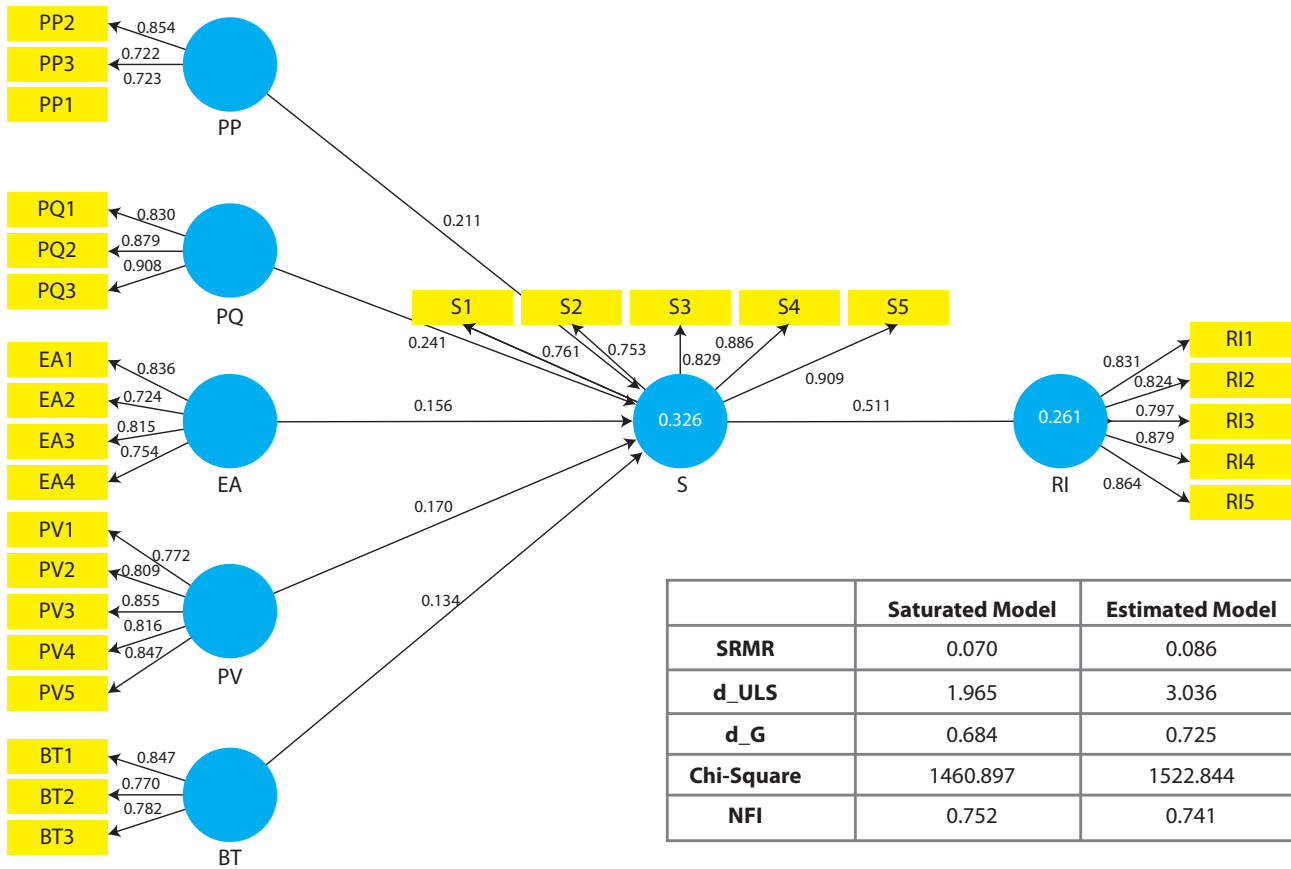 PP2
PP3
PP1
0.854
0.722
0.723
PP
0.211
PQ1
PQ2
PQ3
0.830
0.879
0.908
PQ
0.241
EA1
EA2
EA3
EA4
0.836
0.724
0.815
0.754
EA
0.156
PV1
PV2
PV3
PV4
PV5
0.772
0.809
0.855
0.816
0.847
PV
0.170
BT1
BT2
BT3
0.847
0.770
0.782
BT
0.134
S1 S2 S3 S4 S5
0.761 0.753 0.829 0.886 0.909
0.326
S
0.511
0.261
RI
0.831
0.824
0.797
0.879
0.864
RI1
RI2
RI3
RI4
RI5
Saturated Model Estimated Model
SRMR 0.070 0.086
d_ULS 1.965 3.036
d_G 0.684 0.725
Chi-Square 1460.897 1522.844
NFI 0.752 0.741